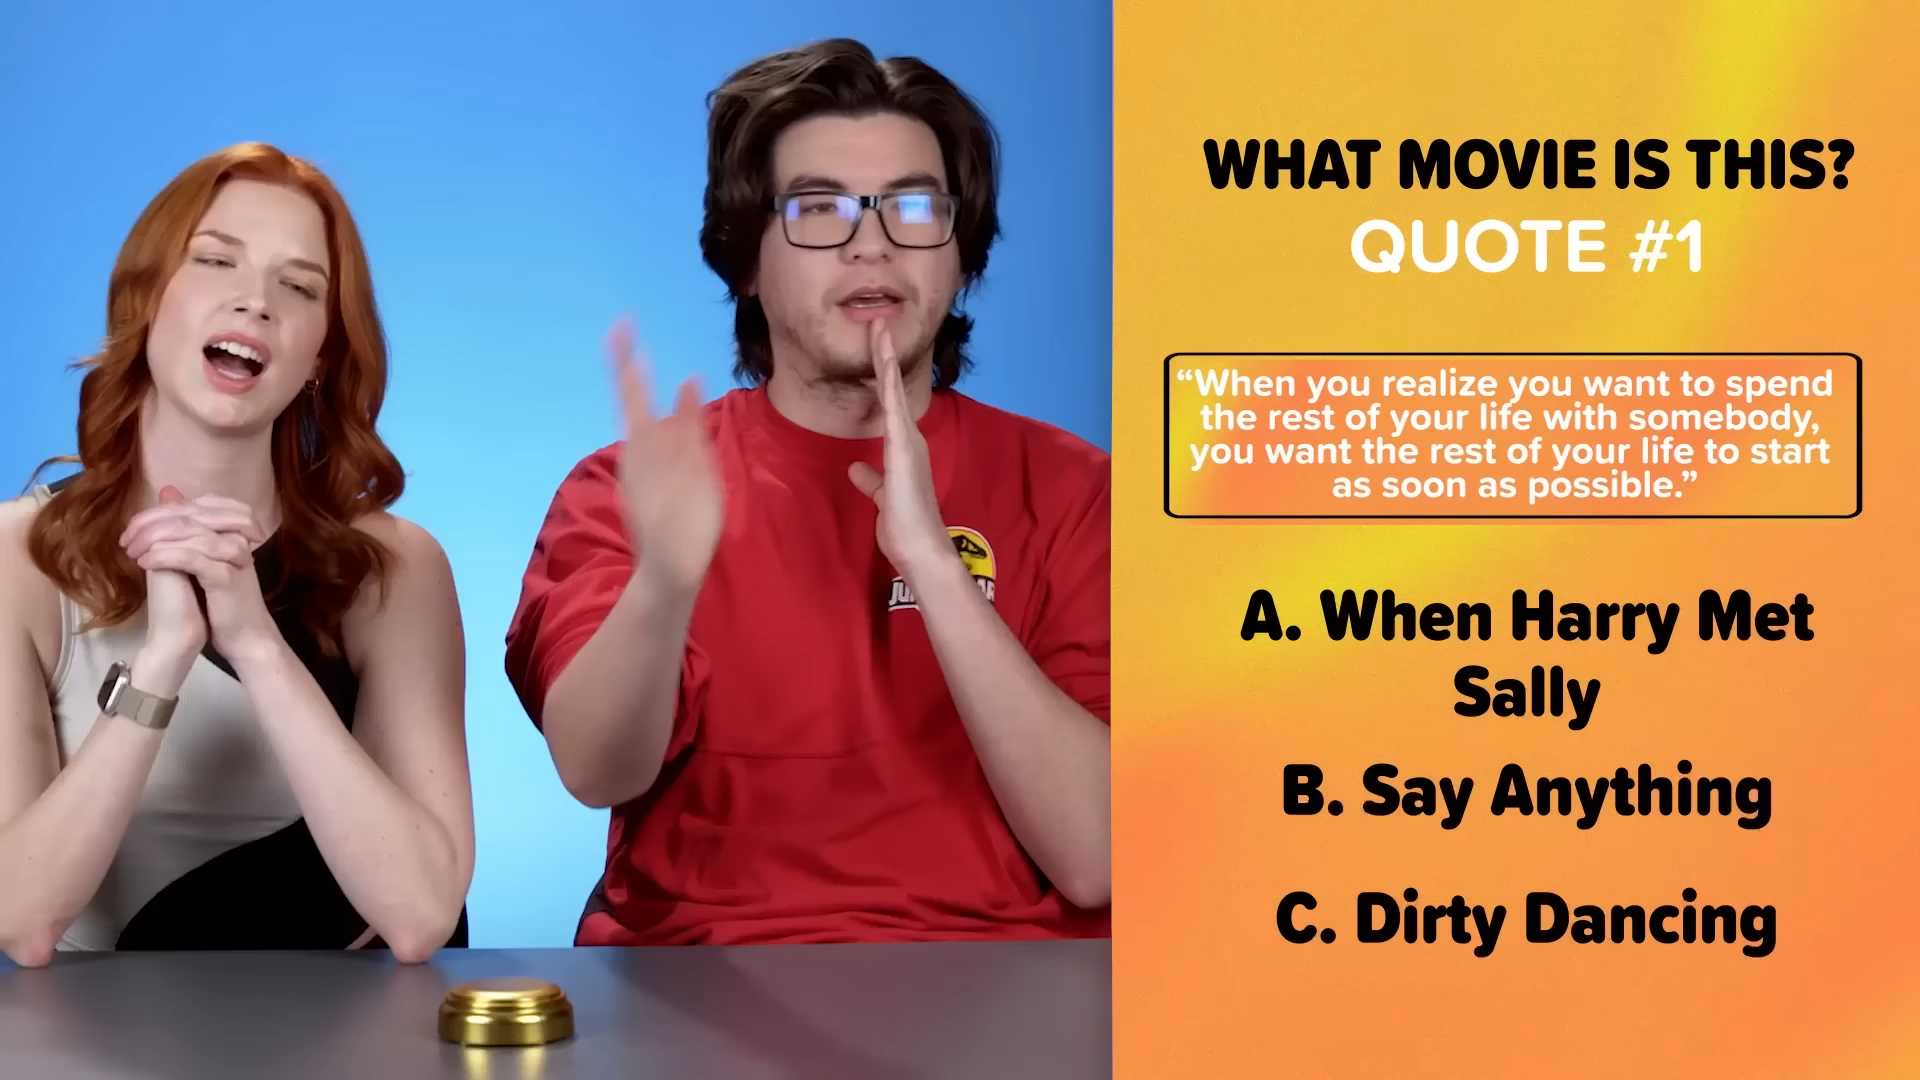 WHAT MOVIE IS THIS?
QUOTE #1
“When you realize you want to spend
the rest of your life with somebody,
you want the rest of your life to start
as soon as possible.”
A. When Harry Met
Sally
B. Say Anything
C. Dirty Dancing